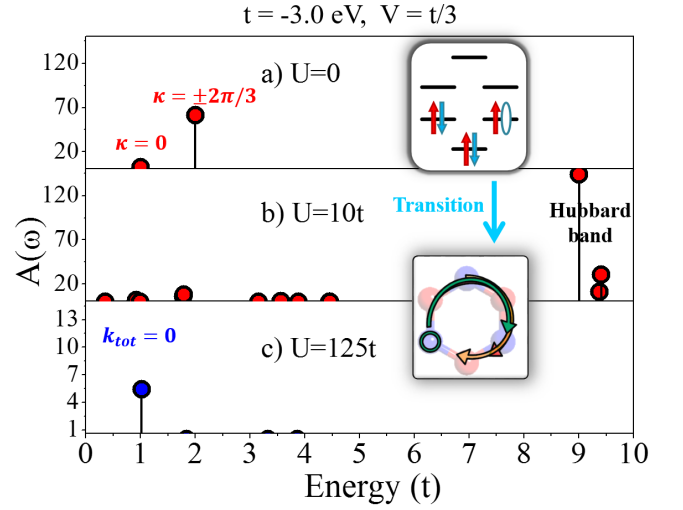 t = -3.0 eV, V = t/3
120
70
20
a) U=0
κ = ±2π/3
κ = 0
120
70
20
b) U=10t
Transition
Hubbard
band
A(ω)
13
10
7
4
1
k_tot = 0
c) U=125t
0 1 2 3 4 5 6 7 8 9 10
Energy (t)